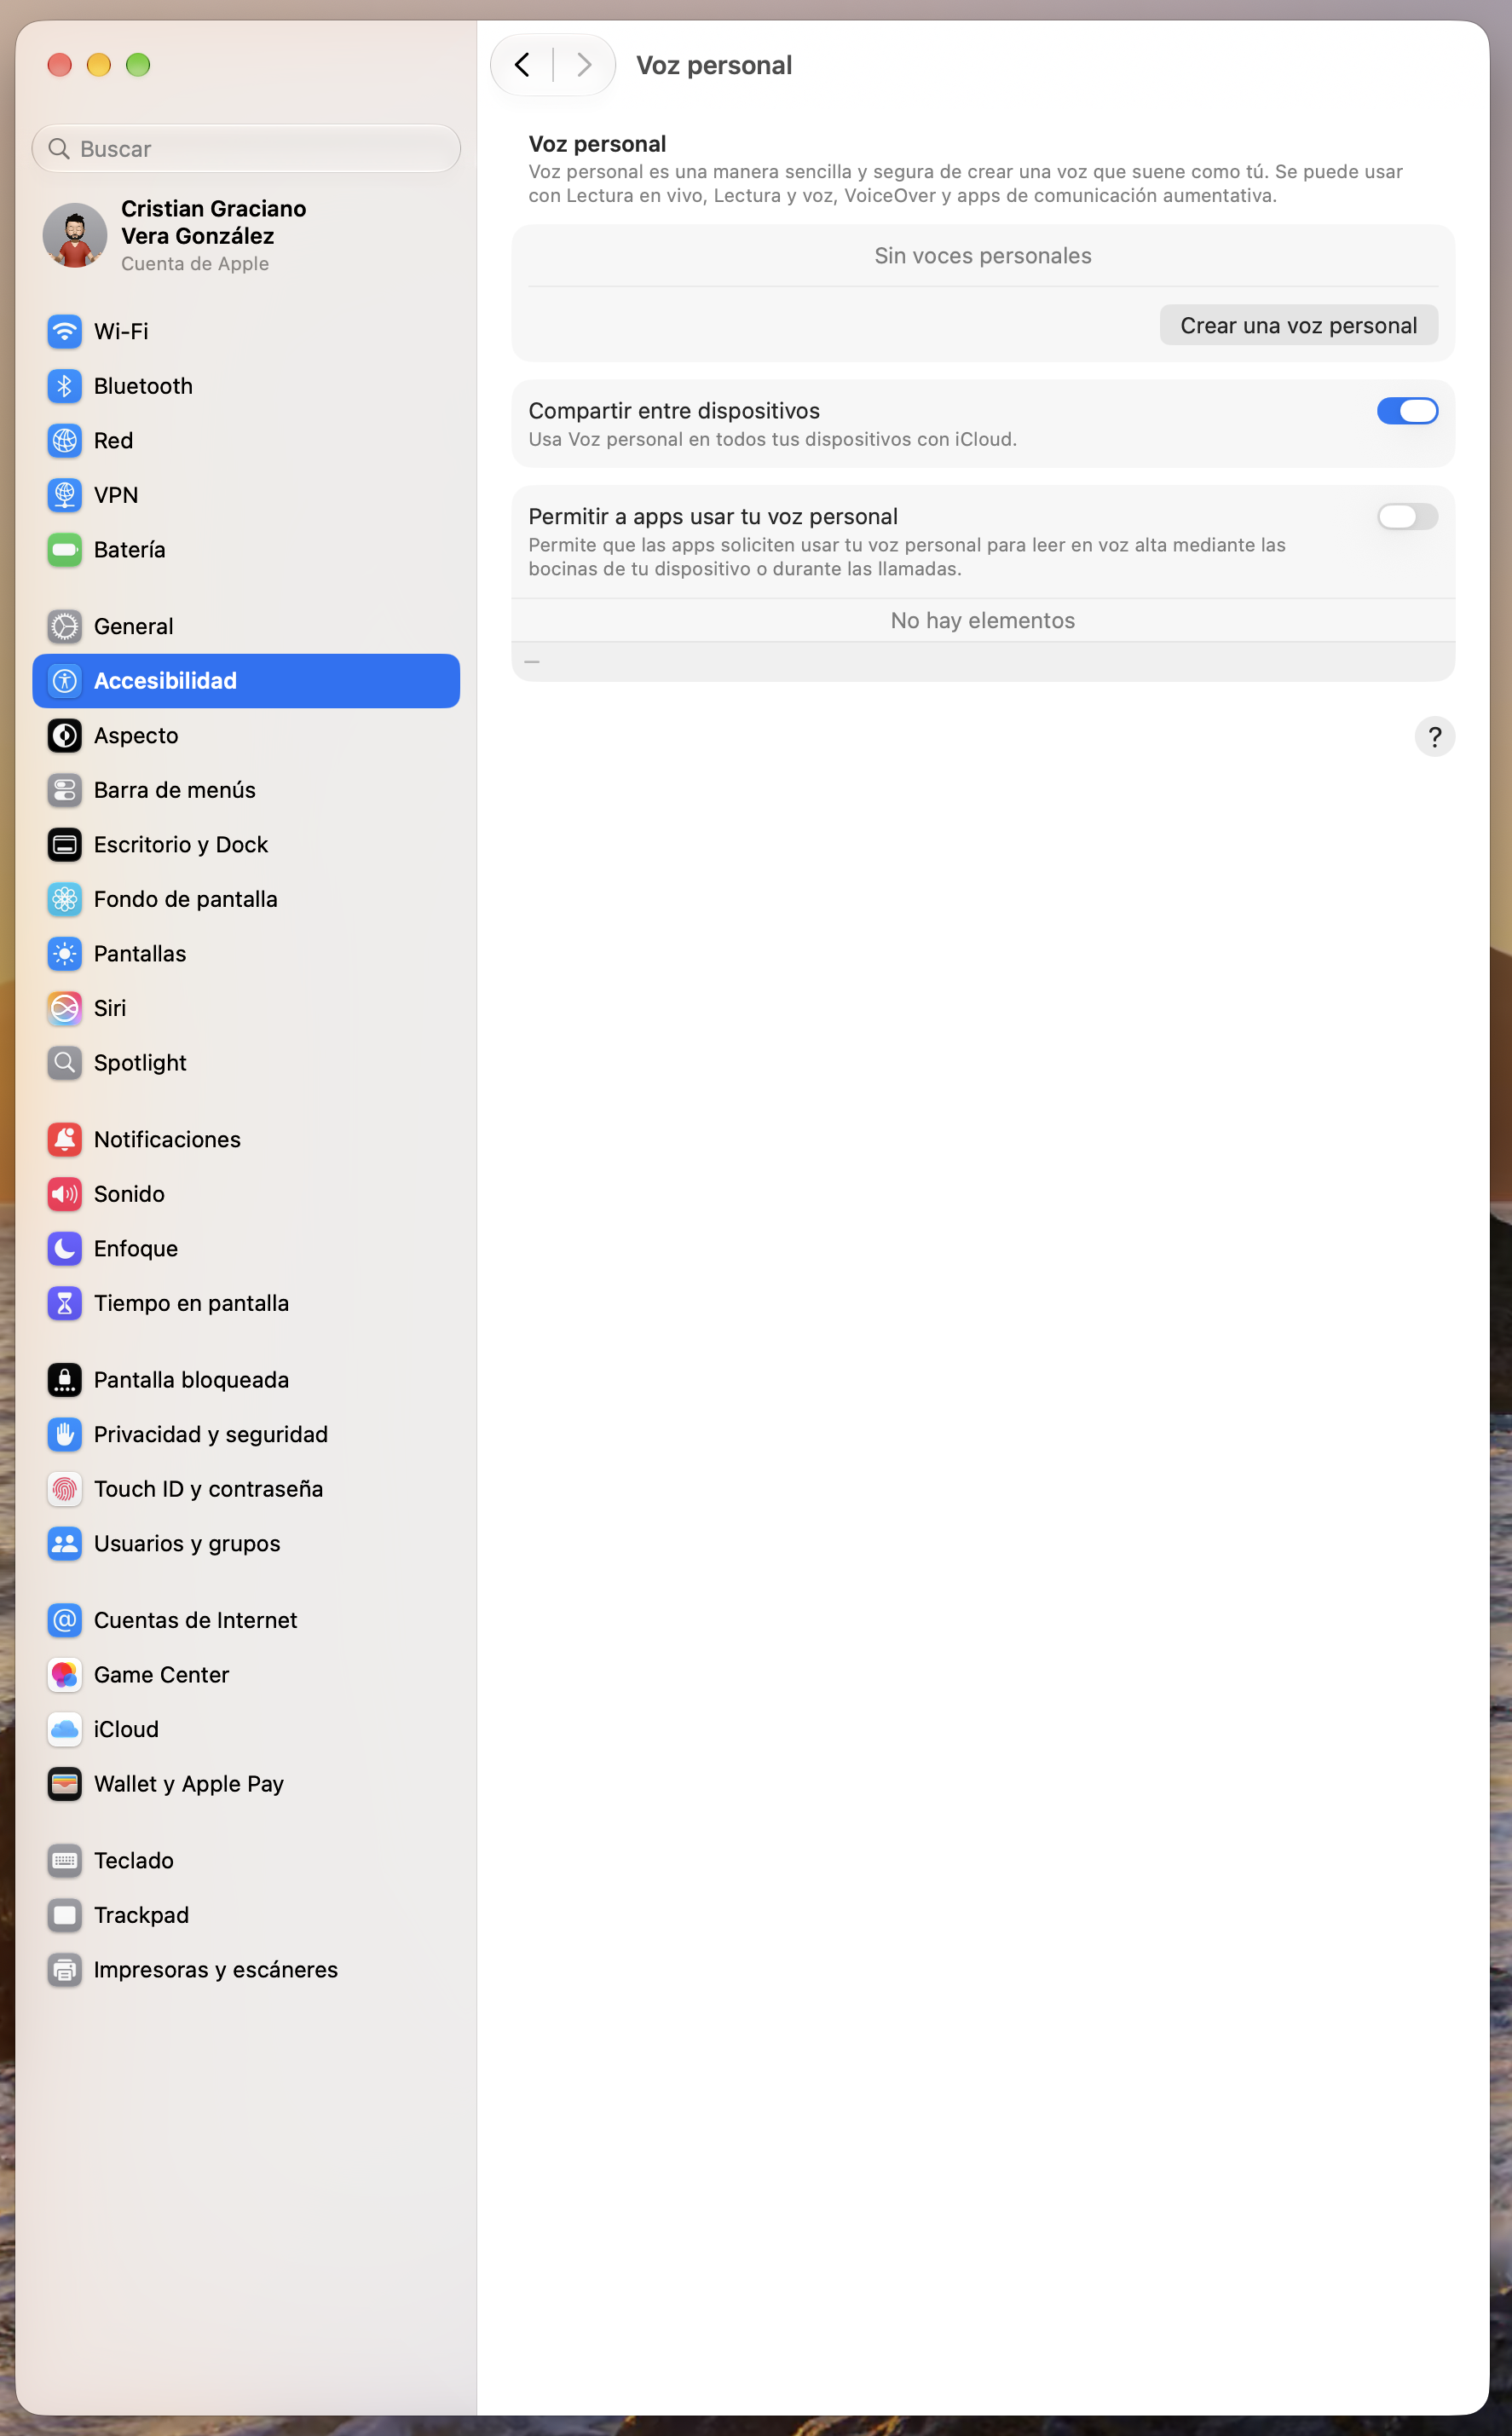 Buscar
Cristian Graciano
Vera González
Cuenta de Apple
Wi-Fi
Bluetooth
Red
VPN
Batería
General
Accesibilidad
Aspecto
Barra de menús
Escritorio y Dock
Fondo de pantalla
Pantallas
Siri
Spotlight
Notificaciones
Sonido
Enfoque
Tiempo en pantalla
Pantalla bloqueada
Privacidad y seguridad
Touch ID y contraseña
Usuarios y grupos
Cuentas de Internet
Game Center
iCloud
Wallet y Apple Pay
Teclado
Trackpad
Impresoras y escáneres
Voz personal
Voz personal
Voz personal es una manera sencilla y segura de crear una voz que suene como tú. Se puede usar
con Lectura en vivo, Lectura y voz, VoiceOver y apps de comunicación aumentativa.
Sin voces personales
Crear una voz personal
Compartir entre dispositivos
Usa Voz personal en todos tus dispositivos con iCloud.
Permitir a apps usar tu voz personal
Permite que las apps soliciten usar tu voz personal para leer en voz alta mediante las
bocinas de tu dispositivo o durante las llamadas.
No hay elementos
?